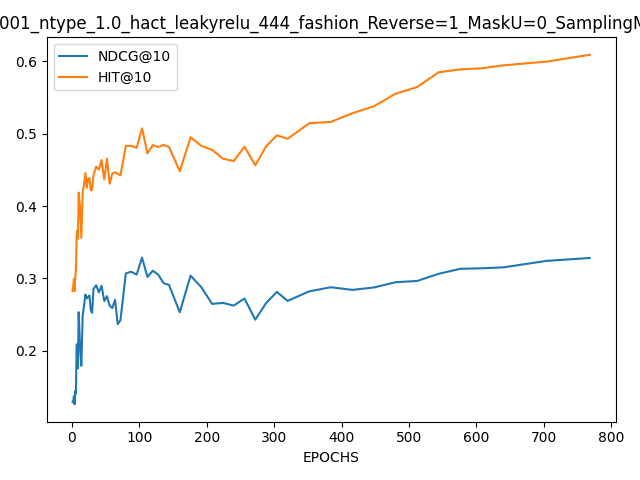 001_ntype_1.0_hact_leakyrelu_444_fashion_Reverse=1_MaskU=0_SamplingM
NDCG@10
HIT@10
0.6
0.5
0.4
0.3
0.2
0 100 200 300 400 500 600 700 800
EPOCHS